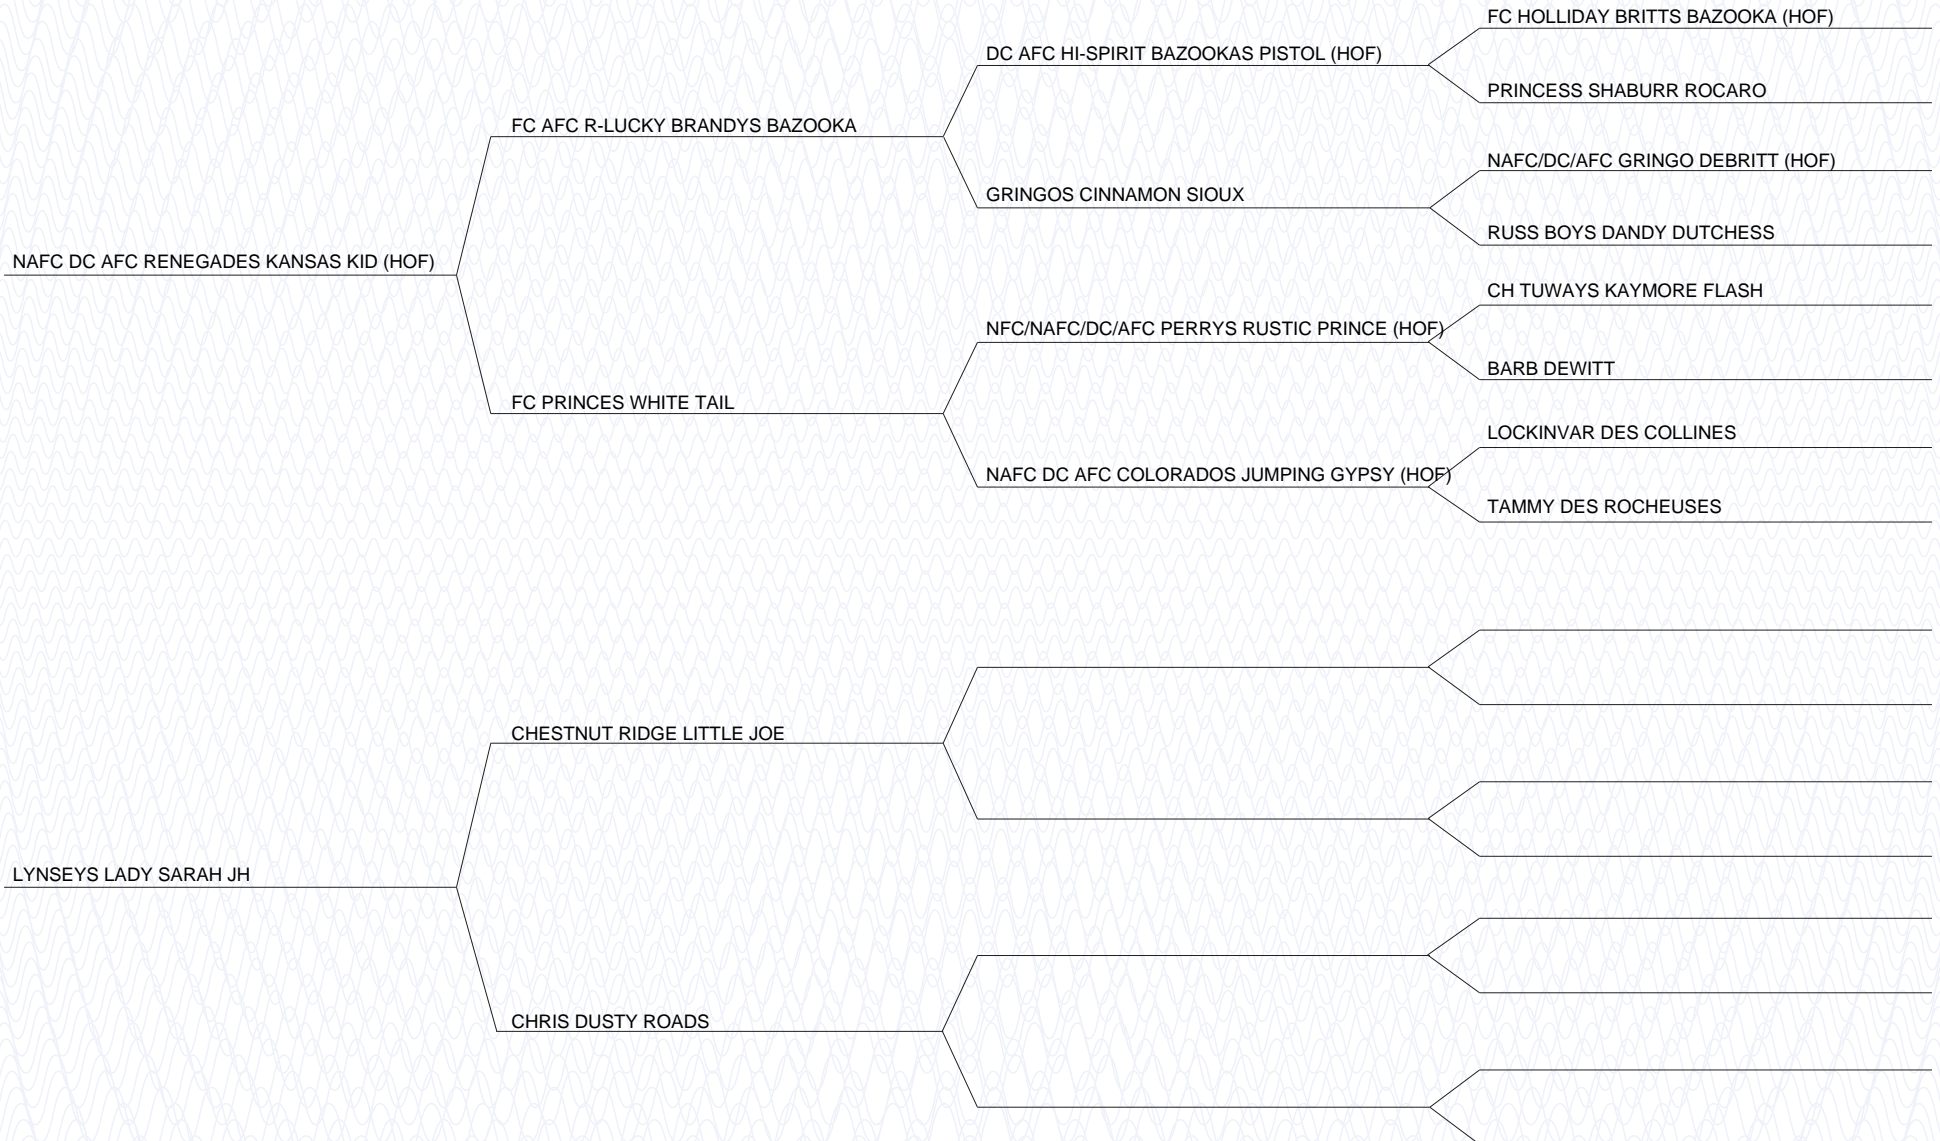 FC HOLLIDAY BRITTS BAZOOKA (HOF)
DC AFC HI-SPIRIT BAZOOKAS PISTOL (HOF)
PRINCESS SHABURR ROCARO
FC AFC R-LUCKY BRANDYS BAZOOKA
NAFC/DC/AFC GRINGO DEBRITT (HOF)
GRINGOS CINNAMON SIOUX
RUSS BOYS DANDY DUTCHESS
NAFC DC AFC RENEGADES KANSAS KID (HOF)
CH TUWAYS KAYMORE FLASH
NFC/NAFC/DC/AFC PERRYS RUSTIC PRINCE (HOF)
BARB DEWITT
FC PRINCES WHITE TAIL
LOCKINVAR DES COLLINES
NAFC DC AFC COLORADOS JUMPING GYPSY (HOF)
TAMMY DES ROCHEUSES
CHESTNUT RIDGE LITTLE JOE
LYNSEYS LADY SARAH JH
CHRIS DUSTY ROADS